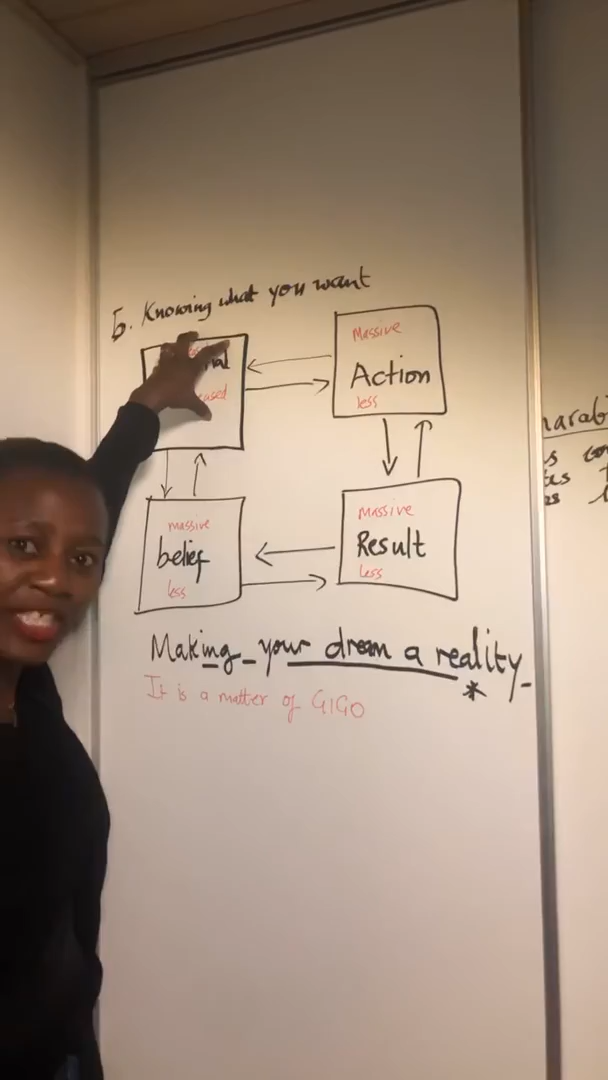 5. Knowing what you want
Massive
Action
less
massive
belief
less
Massive
Result
less
Making your dream a reality
*
It is a matter of GIGO